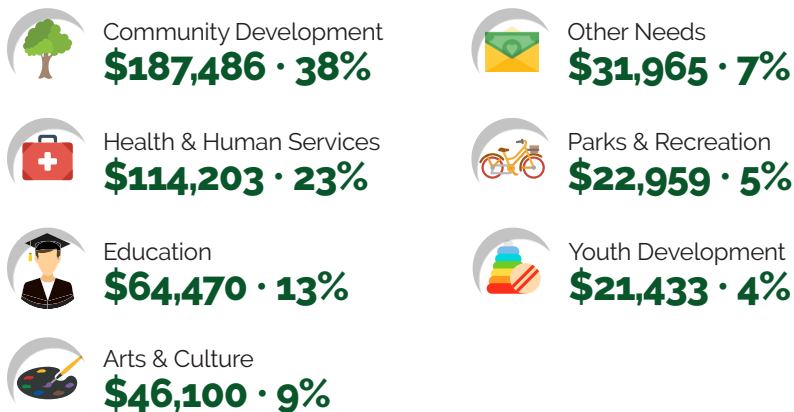 Community Development
$187,486 · 38%
Health & Human Services
$114,203 · 23%
Education
$64,470 · 13%
Arts & Culture
$46,100 · 9%
Other Needs
$31,965 · 7%
Parks & Recreation
$22,959 · 5%
Youth Development
$21,433 · 4%